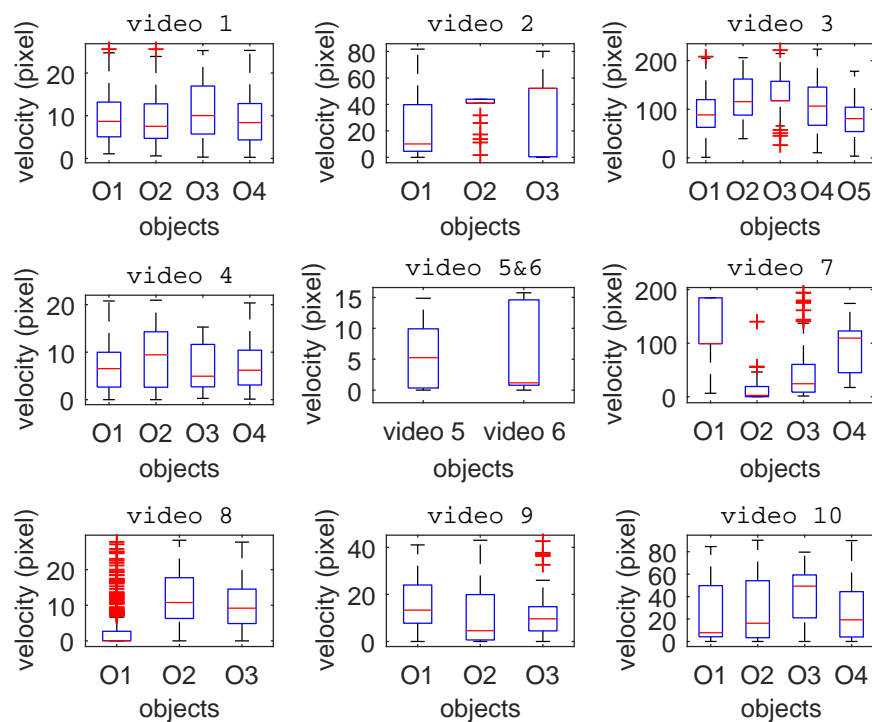 video 1
velocity (pixel)
20
10
0
O1 O2 O3 O4
objects
video 2
velocity (pixel)
80
60
40
20
0
O1 O2 O3
objects
video 3
velocity (pixel)
200
100
0
O1 O2 O3 O4 O5
objects
video 4
velocity (pixel)
20
10
0
O1 O2 O3 O4
objects
video 5&6
velocity (pixel)
15
10
5
0
video 5 video 6
objects
video 7
velocity (pixel)
200
100
0
O1 O2 O3 O4
objects
video 8
velocity (pixel)
20
10
0
O1 O2 O3
objects
video 9
velocity (pixel)
40
20
0
O1 O2 O3
objects
video 10
velocity (pixel)
80
60
40
20
0
O1 O2 O3 O4
objects